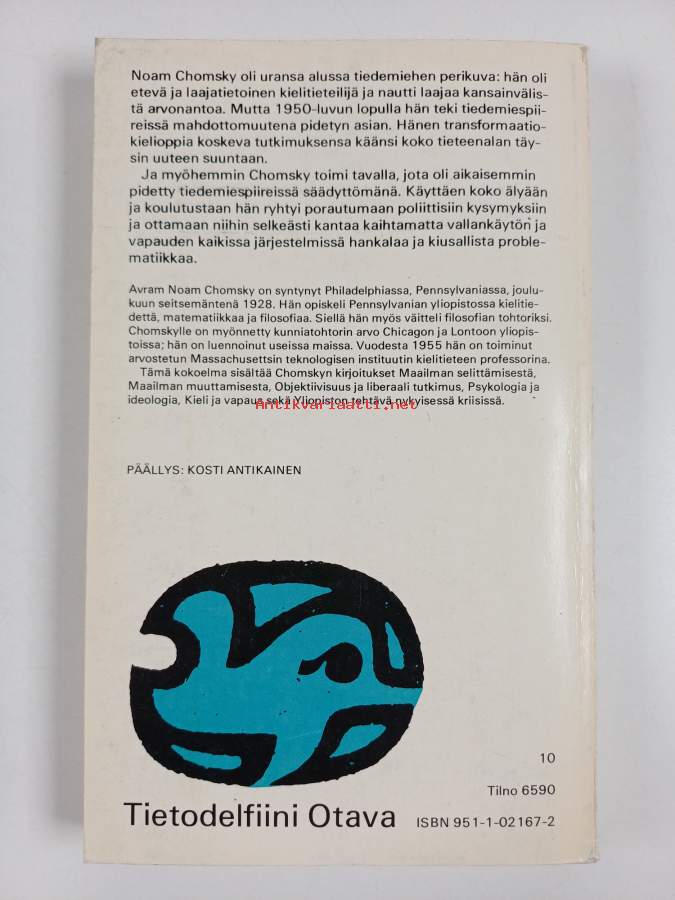 Noam Chomsky oli uransa alussa tiedemiehen perikuva: hän oli
etevä ja laajatietoinen kielitieteilijä ja nautti laajaa kansainvälis-
tä arvonantoa. Mutta 1950-luvun lopulla hän teki tiedemiespii-
reissä mahdottomuutena pidetyn asian. Hänen transformaatio-
kielioppia koskeva tutkimuksensa käänsi koko tieteenalan täy-
sin uuteen suuntaan.
Ja myöhemmin Chomsky toimi tavalla, jota oli aikaisemmin
pidetty tiedemiespiireissä säädyttömänä. Käyttäen koko älyään
ja koulutustaan hän ryhtyi porautumaan poliittisiin kysymyksiin
ja ottamaan niihin selkeästi kantaa kaihtamatta vallankäytön ja
vapauden kaikissa järjestelmissä hankalaa ja kiusallista proble-
matiikkaa.
Avram Noam Chomsky on syntynyt Philadelphiassa, Pennsylvaniassa, joulu-
kuun seitsemäntenä 1928. Hän opiskeli Pennsylvanian yliopistossa kielitie-
dettä, matematiikkaa ja filosofiaa. Siellä hän myös väitteli filosofian tohtoriksi.
Chomskylle on myönnetty kunniatohtorin arvo Chicagon ja Lontoon yliopis-
toissa; hän on luennoinut useissa maissa. Vuodesta 1955 hän on toiminut
arvostetun Massachusettsin teknologisen instituutin kielitieteen professorina.
Tämä kokoelma sisältää Chomskyn kirjoitukset Maailman selittämisestä,
Maailman muuttamisesta, Objektiivisuus ja liberaali tutkimus, Psykologia ja
ideologia, Kieli ja vapaus sekä Yliopiston tehtävä nykyisessä kriisissä.
Antikvariaatti.net
PÄÄLLYS: KOSTI ANTIKAINEN
10
Tilno 6590
Tietodelfiini Otava ISBN 951-1-02167-2